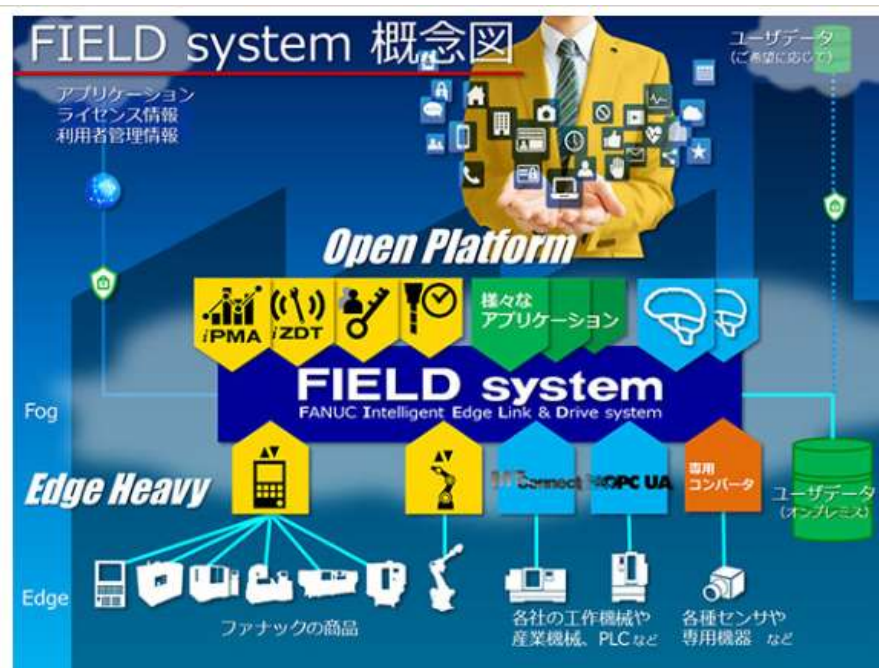 FIELD system 概念図
ユーザデータ
(ご希望に応じて)
アプリケーション
ライセンス情報
利用者管理情報
Open Platform
iPMA
iZDT
様々な
アプリケーション
FIELD system
FANUC Intelligent Edge Link & Drive system
Fog
Edge Heavy
Connect
OPC UA
専用
コンバータ
ユーザデータ
(オンプレミス)
Edge
ファナックの商品
各社の工作機械や
産業機械、PLCなど
各種センサや
専用機器 など